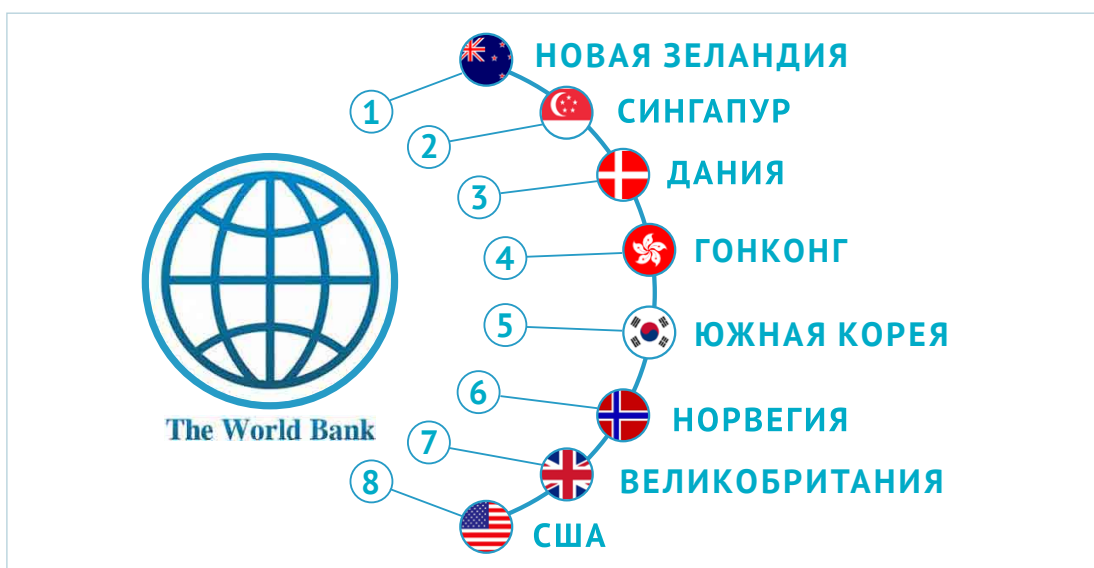 1 НОВАЯ ЗЕЛАНДИЯ
2 СИНГАПУР
3 ДАНИЯ
4 ГОНКОНГ
5 ЮЖНАЯ КОРЕЯ
6 НОРВЕГИЯ
7 ВЕЛИКОБРИТАНИЯ
8 США
The World Bank